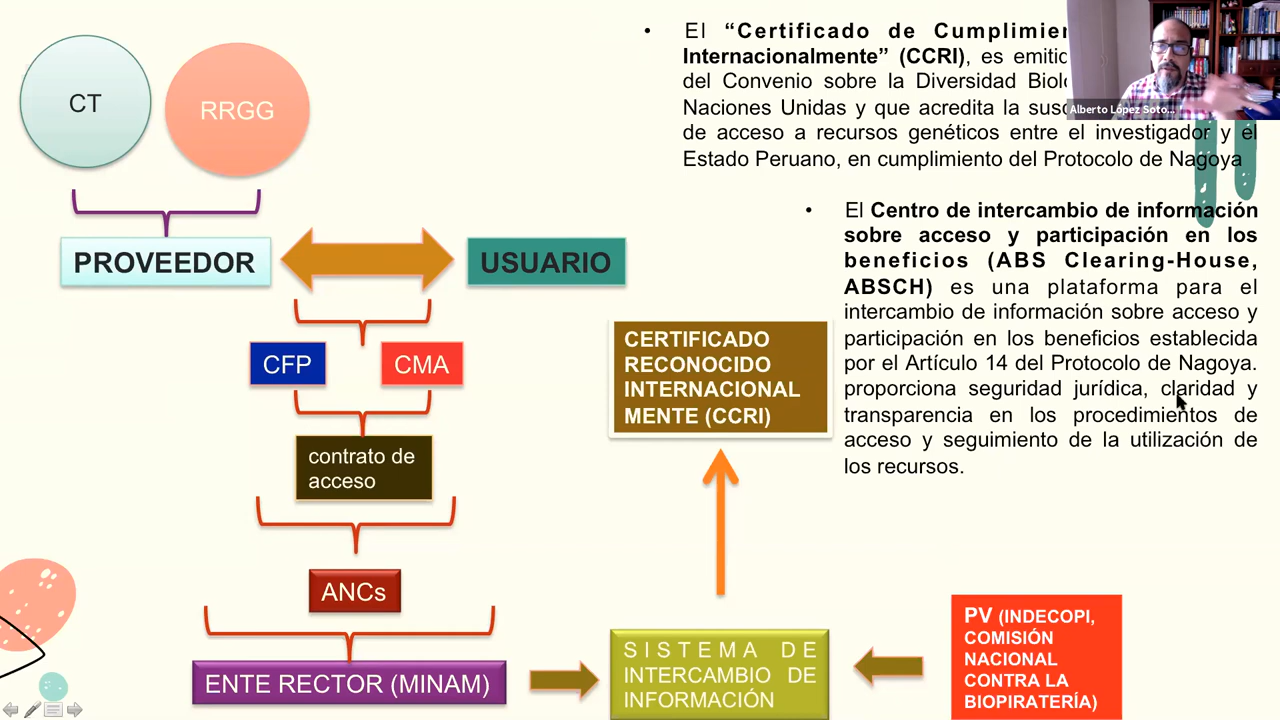 CT
RRGG
PROVEEDOR
USUARIO
CFP
CMA
contrato de
acceso
ANCs
ENTE RECTOR (MINAM)
• El “Certificado de Cumplimien
Internacionalmente” (CCRI), es emitid
del Convenio sobre la Diversidad Bioló
Naciones Unidas y que acredita la susc
de acceso a recursos genéticos entre el investigador y el
Estado Peruano, en cumplimiento del Protocolo de Nagoya
Alberto López Soto...
• El Centro de intercambio de información
sobre acceso y participación en los
beneficios (ABS Clearing-House,
ABSCH) es una plataforma para el
intercambio de información sobre acceso y
participación en los beneficios establecida
por el Artículo 14 del Protocolo de Nagoya.
proporciona seguridad jurídica, claridad y
transparencia en los procedimientos de
acceso y seguimiento de la utilización de
los recursos.
CERTIFICADO
RECONOCIDO
INTERNACIONAL
MENTE (CCRI)
SISTEMA DE
INTERCAMBIO DE
INFORMACIÓN
PV (INDECOPI,
COMISIÓN
NACIONAL
CONTRA LA
BIOPIRATERÍA)